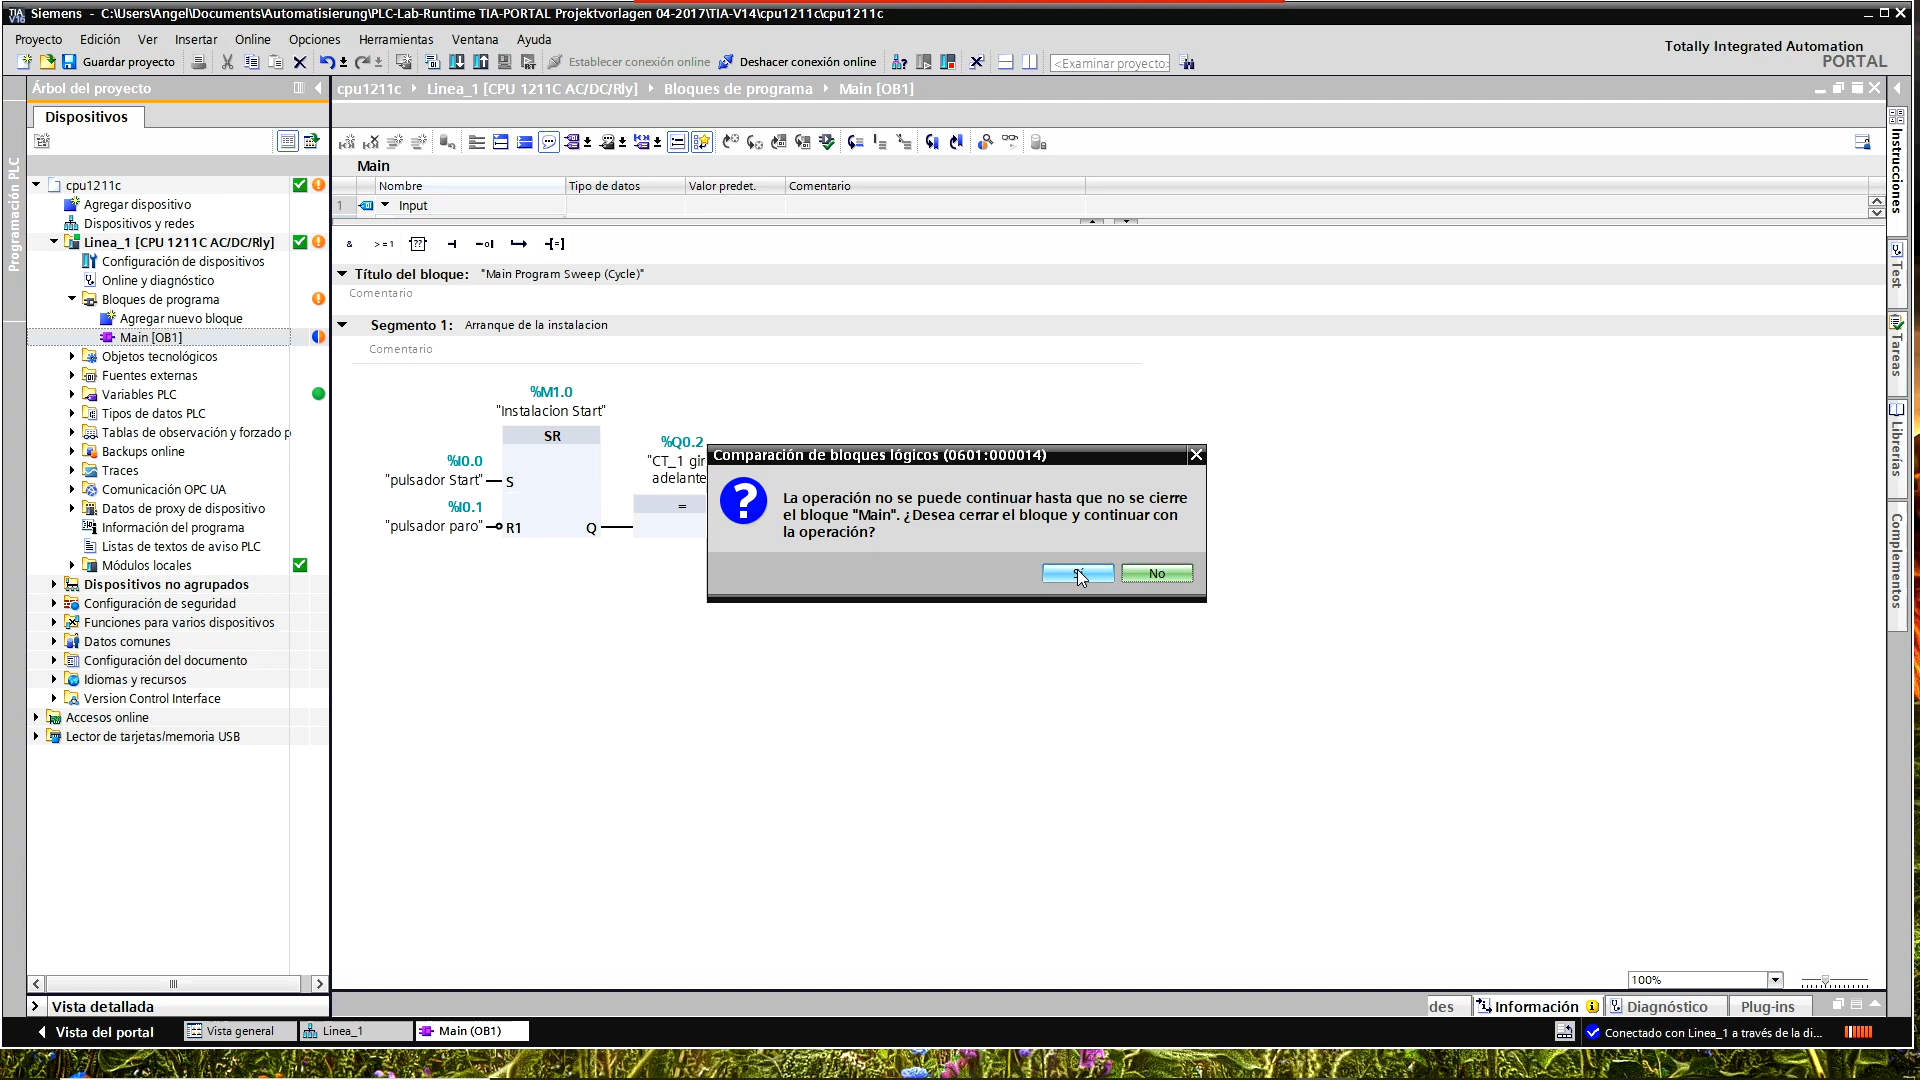 Siemens - C:\Users\Angel\Documents\Automatisierung\PLC-Lab-Runtime TIA-PORTAL Projektvorlagen 04-2017\TIA-V14\cpu1211c\cpu1211c
Proyecto Edición Ver Insertar Online Opciones Herramientas Ventana Ayuda
Totally Integrated Automation
PORTAL
Guardar proyecto
Establecer conexión online
Deshacer conexión online
<Examinar proyecto>
Árbol del proyecto
cpu1211c Linea_1 [CPU 1211C AC/DC/Rly] Bloques de programa Main [OB1]
Dispositivos
Programación PLC
cpu1211c
Agregar dispositivo
Dispositivos y redes
Linea_1 [CPU 1211C AC/DC/Rly]
Configuración de dispositivos
Online y diagnóstico
Bloques de programa
Agregar nuevo bloque
Main [OB1]
Objetos tecnológicos
Fuentes externas
Variables PLC
Tipos de datos PLC
Tablas de observación y forzado p
Backups online
Traces
Comunicación OPC UA
Datos de proxy de dispositivo
Información del programa
Listas de textos de aviso PLC
Módulos locales
Dispositivos no agrupados
Configuración de seguridad
Funciones para varios dispositivos
Datos comunes
Configuración del documento
Idiomas y recursos
Version Control Interface
Accesos online
Lector de tarjetas/memoria USB
Vista detallada
Main
Nombre Tipo de datos Valor predet. Comentario
1 Input
& >=1 ??
Título del bloque: "Main Program Sweep (Cycle)"
Comentario
Segmento 1: Arranque de la instalacion
Comentario
%M1.0
"Instalacion Start"
SR
%I0.0
"pulsador Start" S
%I0.1
"pulsador paro" R1 Q
%Q0.2
"CT_1 gir
adelante
=
Comparación de bloques lógicos (0601:000014)
La operación no se puede continuar hasta que no se cierre
el bloque "Main". ¿Desea cerrar el bloque y continuar con
la operación?
No
Instrucciones
Test
Tareas
Librerías
Complementos
100%
des Información Diagnóstico Plug-ins
Vista del portal Vista general Linea_1 Main (OB1)
Conectado con Linea_1 a través de la di...